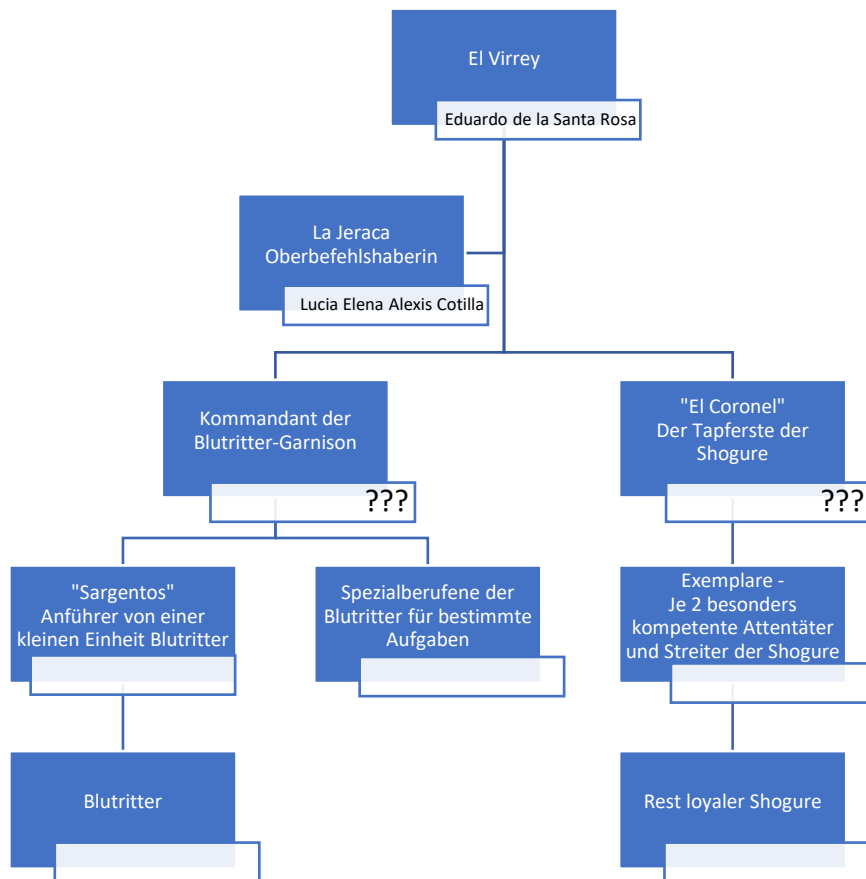 El Virrey
Eduardo de la Santa Rosa
La Jeraca
Oberbefehlshaberin
Lucia Elena Alexis Cotilla
Kommandant der
Blutritter-Garnison
???
"El Coronel"
Der Tapferste der
Shogure
???
"Sargentos"
Anführer von einer
kleinen Einheit Blutritter
Spezialberufene der
Blutritter für bestimmte
Aufgaben
Exemplare -
Je 2 besonders
kompetente Attentäter
und Streiter der Shogure
Blutritter
Rest loyaler Shogure